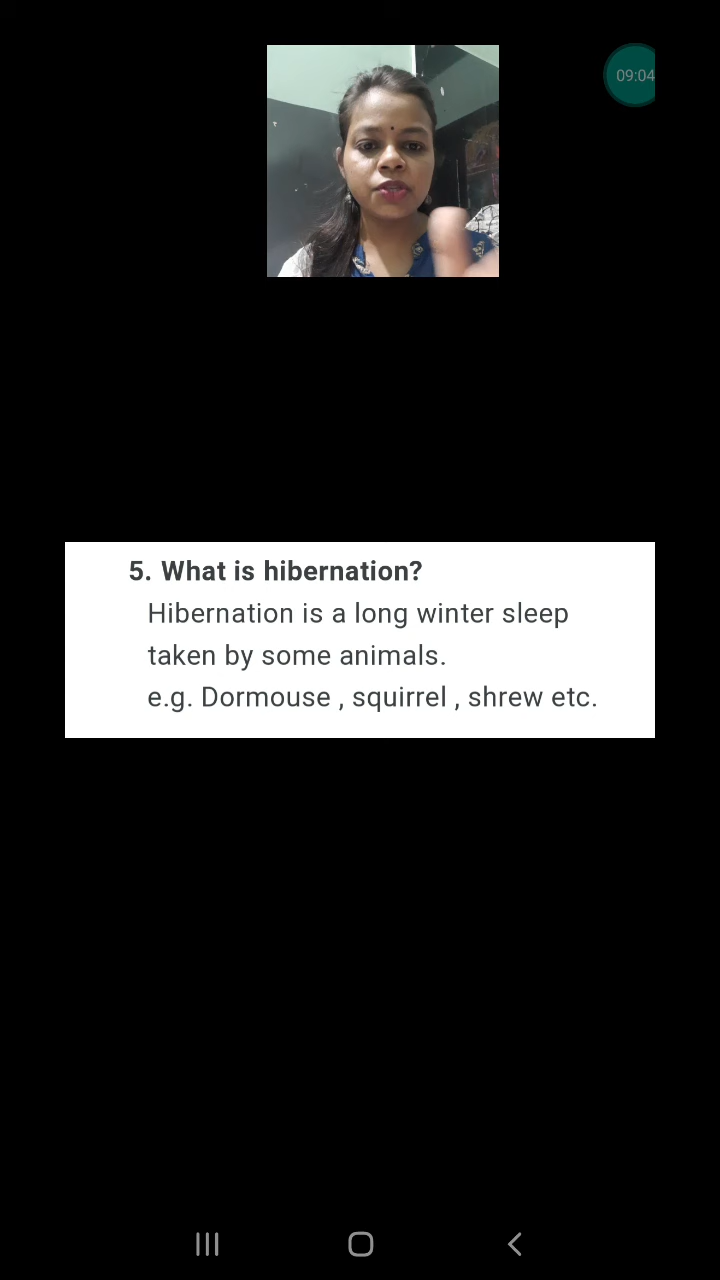 09:04
5. What is hibernation?
Hibernation is a long winter sleep
taken by some animals.
e.g. Dormouse , squirrel , shrew etc.